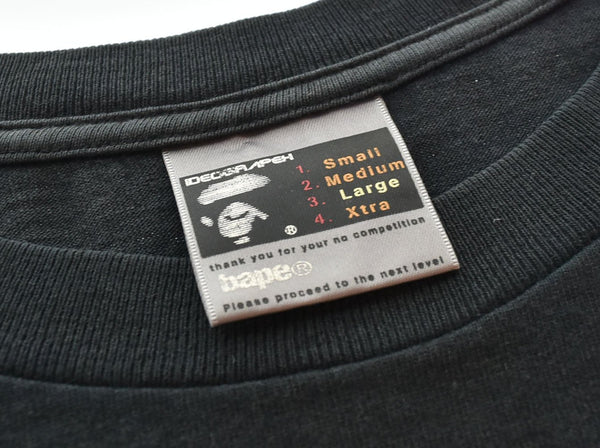 IDEOGRAPEH
1. Small
2. Medium
3. Large
4. Xtra
®
thank you for your no competition
bape®
Please proceed to the next level